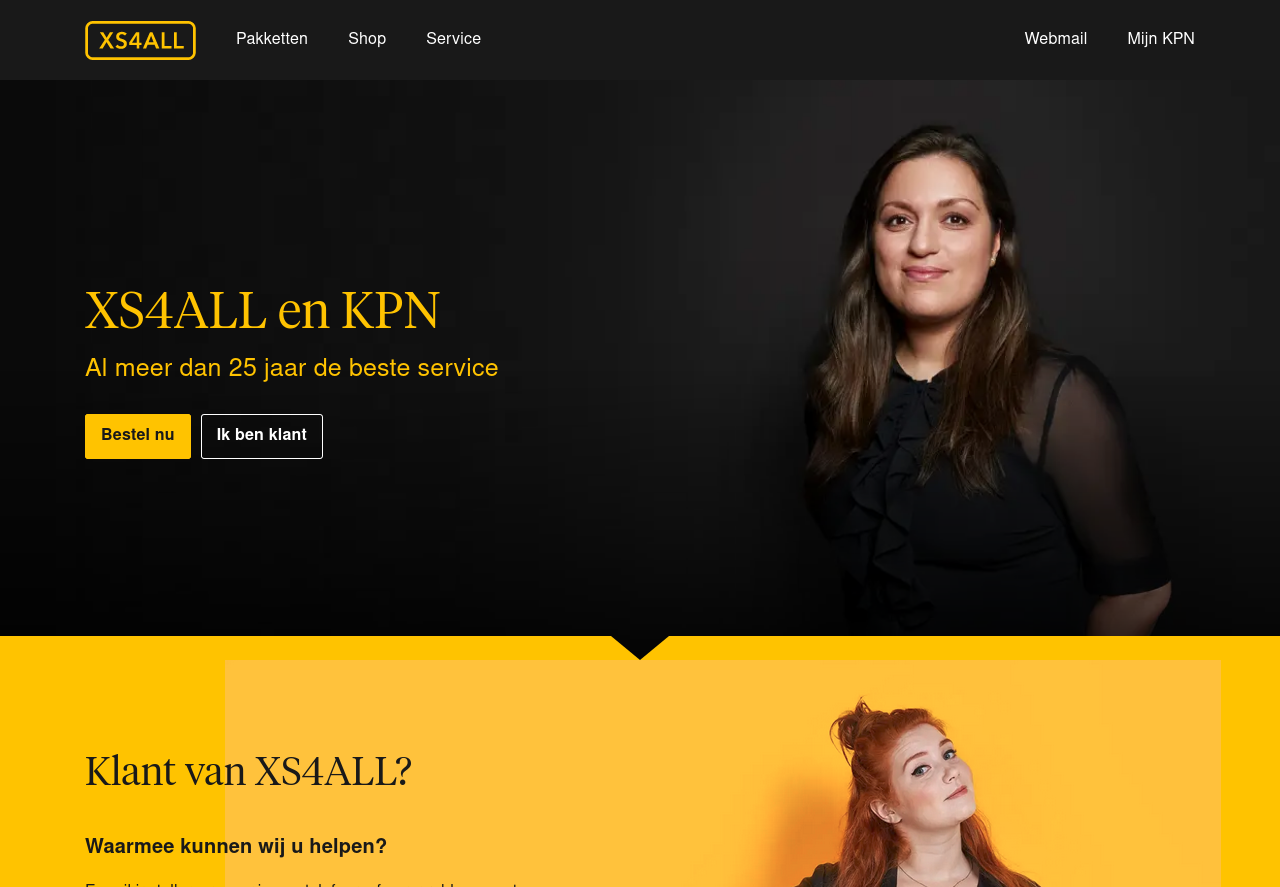 XS4ALL
Pakketten
Shop
Service
Webmail
Mijn KPN
XS4ALL en KPN
Al meer dan 25 jaar de beste service
Bestel nu
Ik ben klant
Klant van XS4ALL?
Waarmee kunnen wij u helpen?